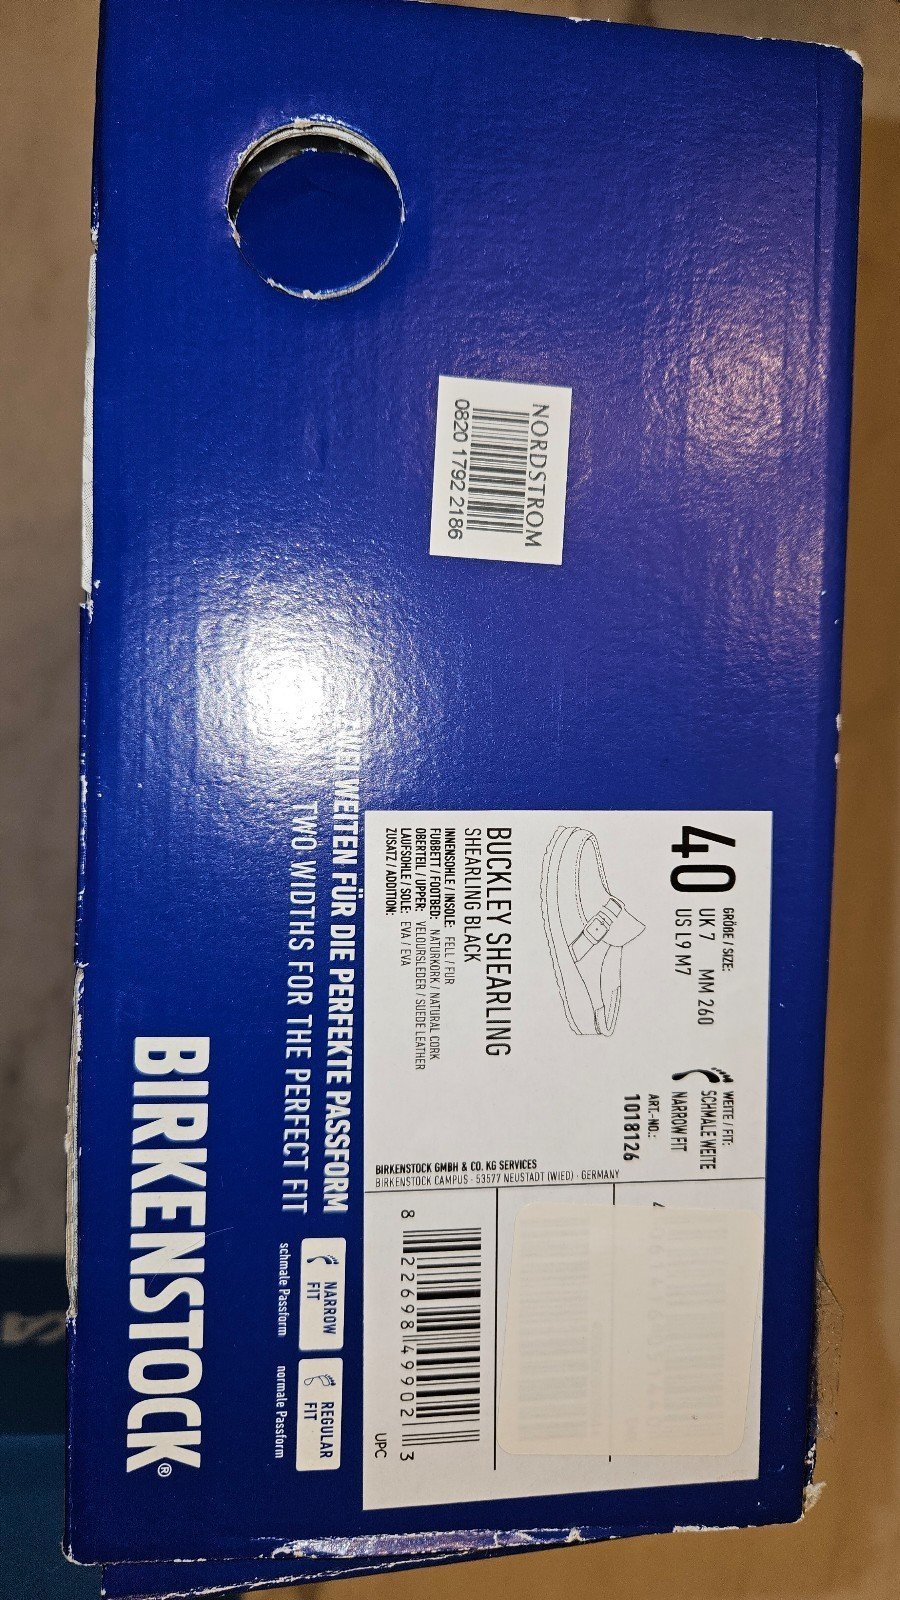 NORDSTROM
0820 1792 2186
40
GRÖßE / SIZE:
UK 7 MM 260
US L9 M7
WEITE / FIT:
SCHMALE WEITE
NARROW FIT
ART.-NO.:
1018126
BUCKLEY SHEARLING
SHEARLING BLACK
INNENSOHLE / INSOLE: FELL / FUR
FUßBETT / FOOTBED: NATURKORK / NATURAL CORK
OBERTEIL / UPPER: VELOURSLEDER / SUEDE LEATHER
LAUFSOHLE / SOLE: EVA / EVA
ZUSATZ / ADDITION:
BIRKENSTOCK GMBH & CO. KG SERVICES
BIRKENSTOCK CAMPUS - 53577 NEUSTADT (WIED) - GERMANY
8 22698 49902 3
UPC
WEITEN FÜR DIE PERFEKTE PASSFORM
TWO WIDTHS FOR THE PERFECT FIT
NARROW
FIT
schmale Passform
REGULAR
FIT
normale Passform
BIRKENSTOCK®